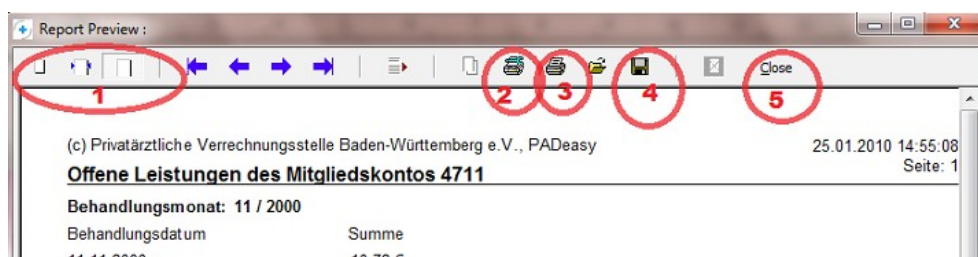 Report Preview :
Close
1
2
3
4
5
(c) Privatärztliche Verrechnungsstelle Baden-Württemberg e.V., PADeasy
25.01.2010 14:55:08
Offene Leistungen des Mitgliedskontos 4711
Seite: 1
Behandlungsmonat: 11 / 2000
Behandlungsdatum
Summe